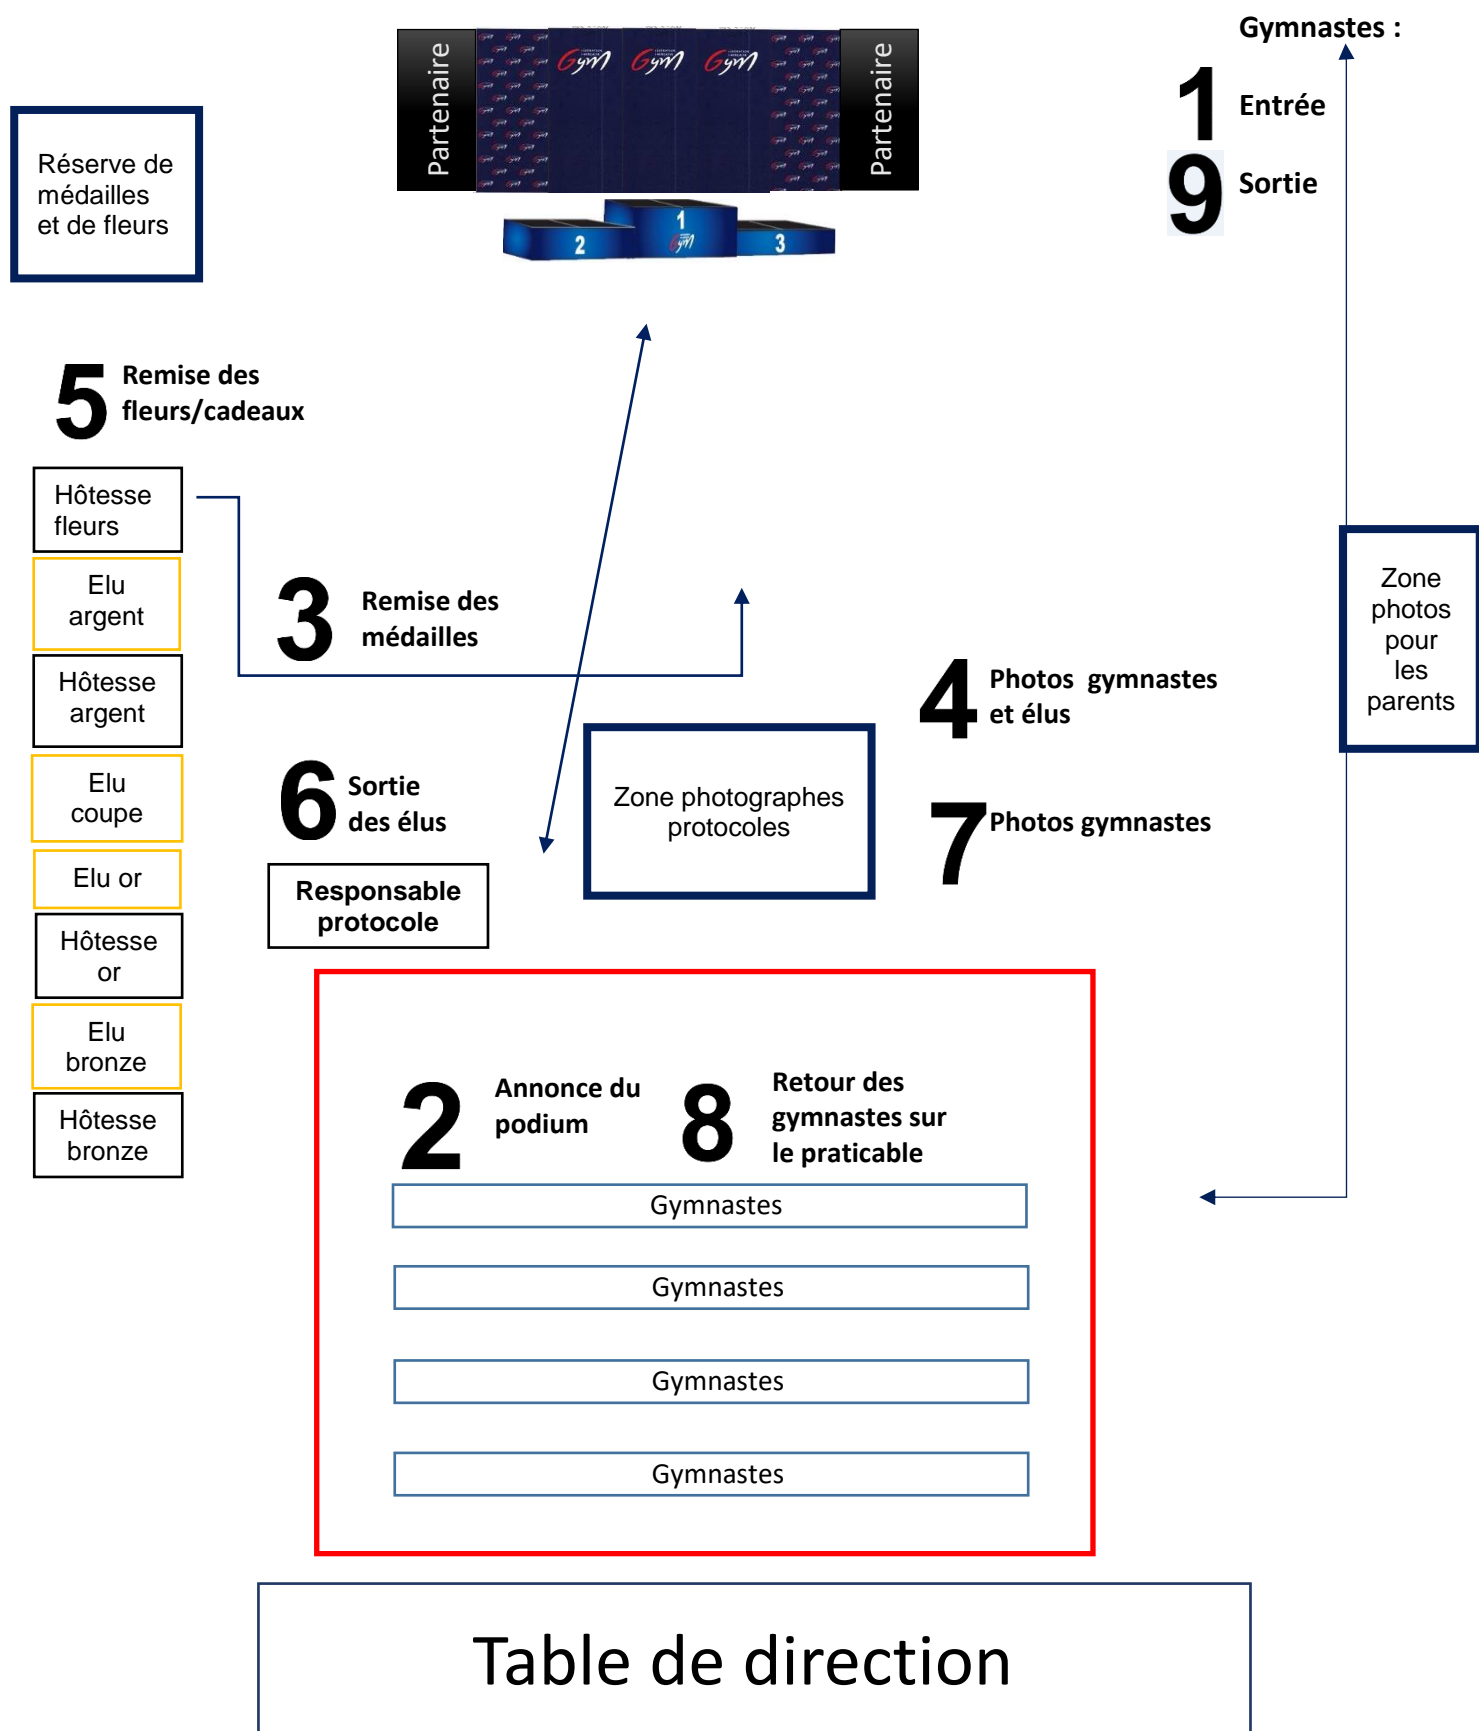 Gymnastes :
1 Entrée
9 Sortie
Partenaire
Gym
Gym
Gym
Partenaire
1
Gym
2
3
Réserve de
médailles
et de fleurs
5 Remise des
fleurs/cadeaux
Hôtesse
fleurs
Elu
argent
Hôtesse
argent
Elu
coupe
Elu or
Hôtesse
or
Elu
bronze
Hôtesse
bronze
3 Remise des
médailles
6 Sortie
des élus
Responsable
protocole
Zone photographes
protocoles
4 Photos gymnastes
et élus
7 Photos gymnastes
Zone
photos
pour
les
parents
2 Annonce du
podium
8 Retour des
gymnastes sur
le praticable
Gymnastes
Gymnastes
Gymnastes
Gymnastes
Table de direction